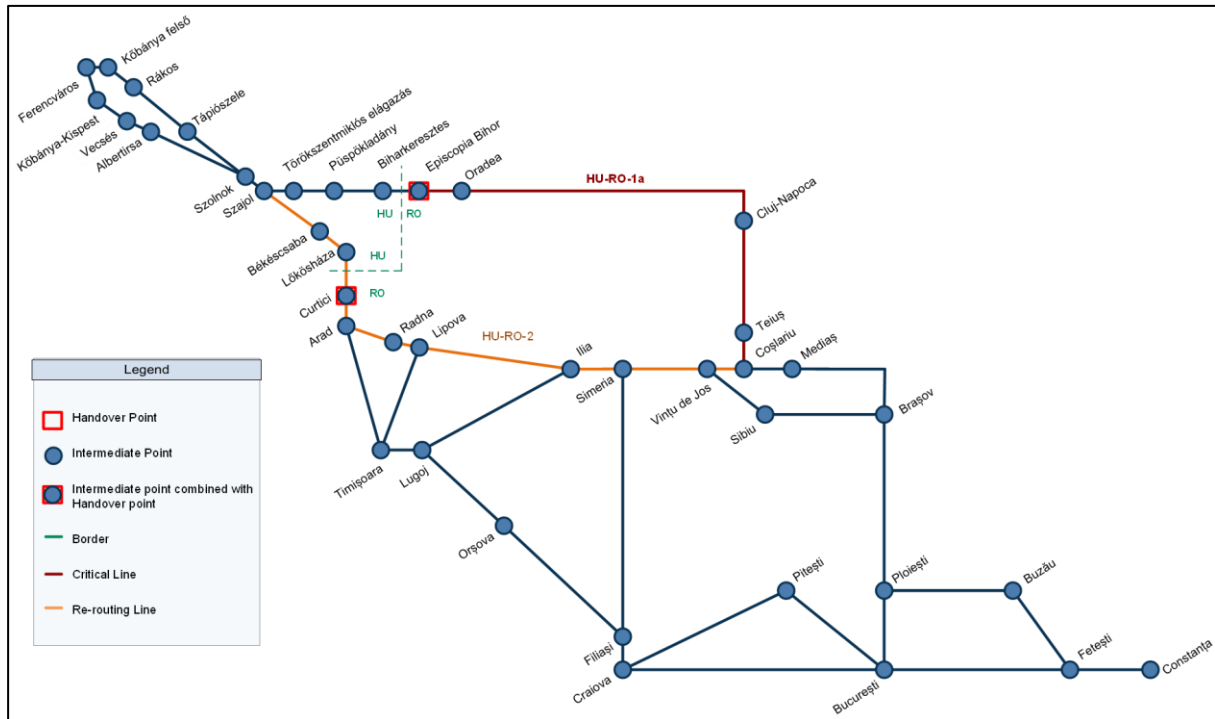 Kőbánya felső
Ferencváros
Rákos
Kőbánya-Kispest
Vecsés
Albertirsa
Tápiószele
Szolnok
Szajol
Törökszentmiklós elágazás
Püspökladány
Biharkeresztes
Episcopia Bihor
Oradea
HU-RO-1a
HU
RO
Cluj-Napoca
Békéscsaba
Lőkösháza
HU
RO
Curtici
Arad
Radna
Lipova
HU-RO-2
Ilia
Simeria
Vințu de Jos
Teiuș
Coșlariu
Mediaș
Sibiu
Brașov
Timișoara
Lugoj
Orșova
Filiași
Craiova
Pitești
Ploiești
București
Buzău
Fetești
Constanța
Legend
Handover Point
Intermediate Point
Intermediate point combined with
Handover point
Border
Critical Line
Re-routing Line